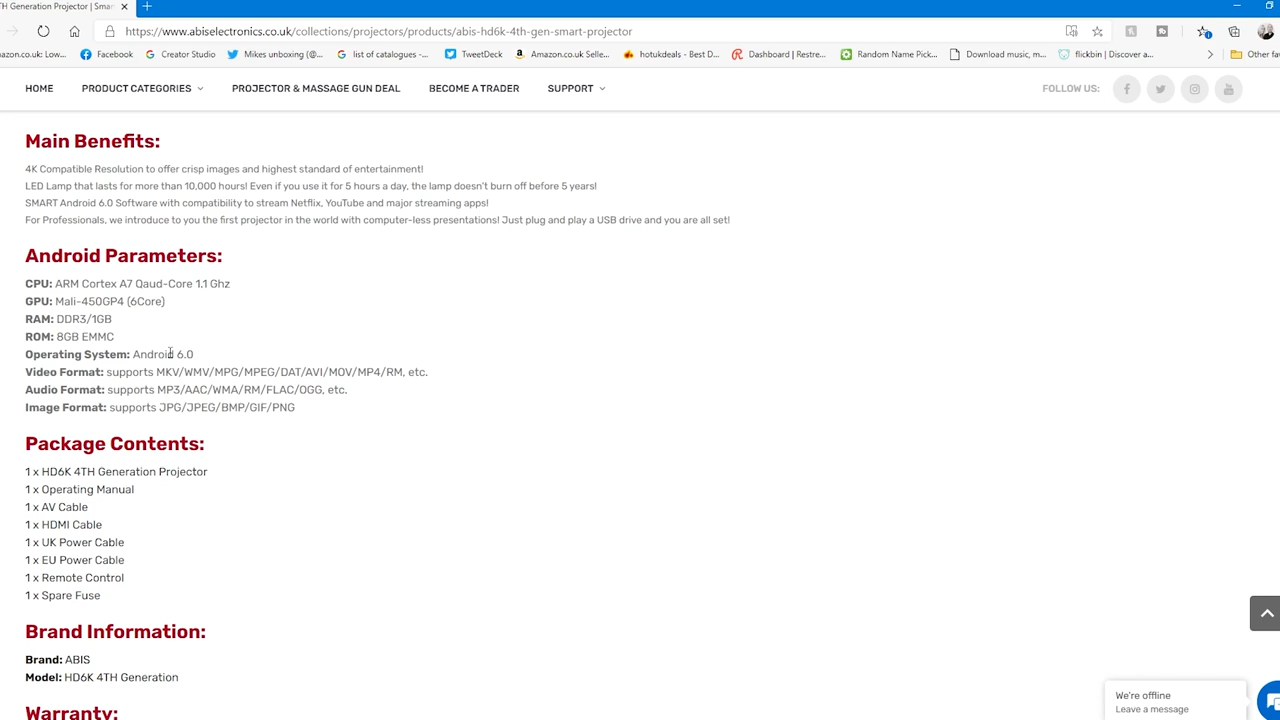 TH Generation Projector | Smar
https://www.abiselectronics.co.uk/collections/projectors/products/abis-hd6k-4th-gen-smart-projector
azon.co.uk: Low... Facebook Creator Studio Mikes unboxing (@... list of catalogues -... TweetDeck Amazon.co.uk Selle... hotukdeals - Best D... Dashboard | Restre... Random Name Pick... Download music, m... flickbin | Discover a... Other fa
HOME PRODUCT CATEGORIES PROJECTOR & MASSAGE GUN DEAL BECOME A TRADER SUPPORT FOLLOW US:
Main Benefits:
4K Compatible Resolution to offer crisp images and highest standard of entertainment!
LED Lamp that lasts for more than 10,000 hours! Even if you use it for 5 hours a day, the lamp doesn't burn off before 5 years!
SMART Android 6.0 Software with compatibility to stream Netflix, YouTube and major streaming apps!
For Professionals, we introduce to you the first projector in the world with computer-less presentations! Just plug and play a USB drive and you are all set!
Android Parameters:
CPU: ARM Cortex A7 Qaud-Core 1.1 Ghz
GPU: Mali-450GP4 (6Core)
RAM: DDR3/1GB
ROM: 8GB EMMC
Operating System: Android 6.0
Video Format: supports MKV/WMV/MPG/MPEG/DAT/AVI/MOV/MP4/RM, etc.
Audio Format: supports MP3/AAC/WMA/RM/FLAC/OGG, etc.
Image Format: supports JPG/JPEG/BMP/GIF/PNG
Package Contents:
1 x HD6K 4TH Generation Projector
1 x Operating Manual
1 x AV Cable
1 x HDMI Cable
1 x UK Power Cable
1 x EU Power Cable
1 x Remote Control
1 x Spare Fuse
Brand Information:
Brand: ABIS
Model: HD6K 4TH Generation
We're offline
Leave a message
Warranty: